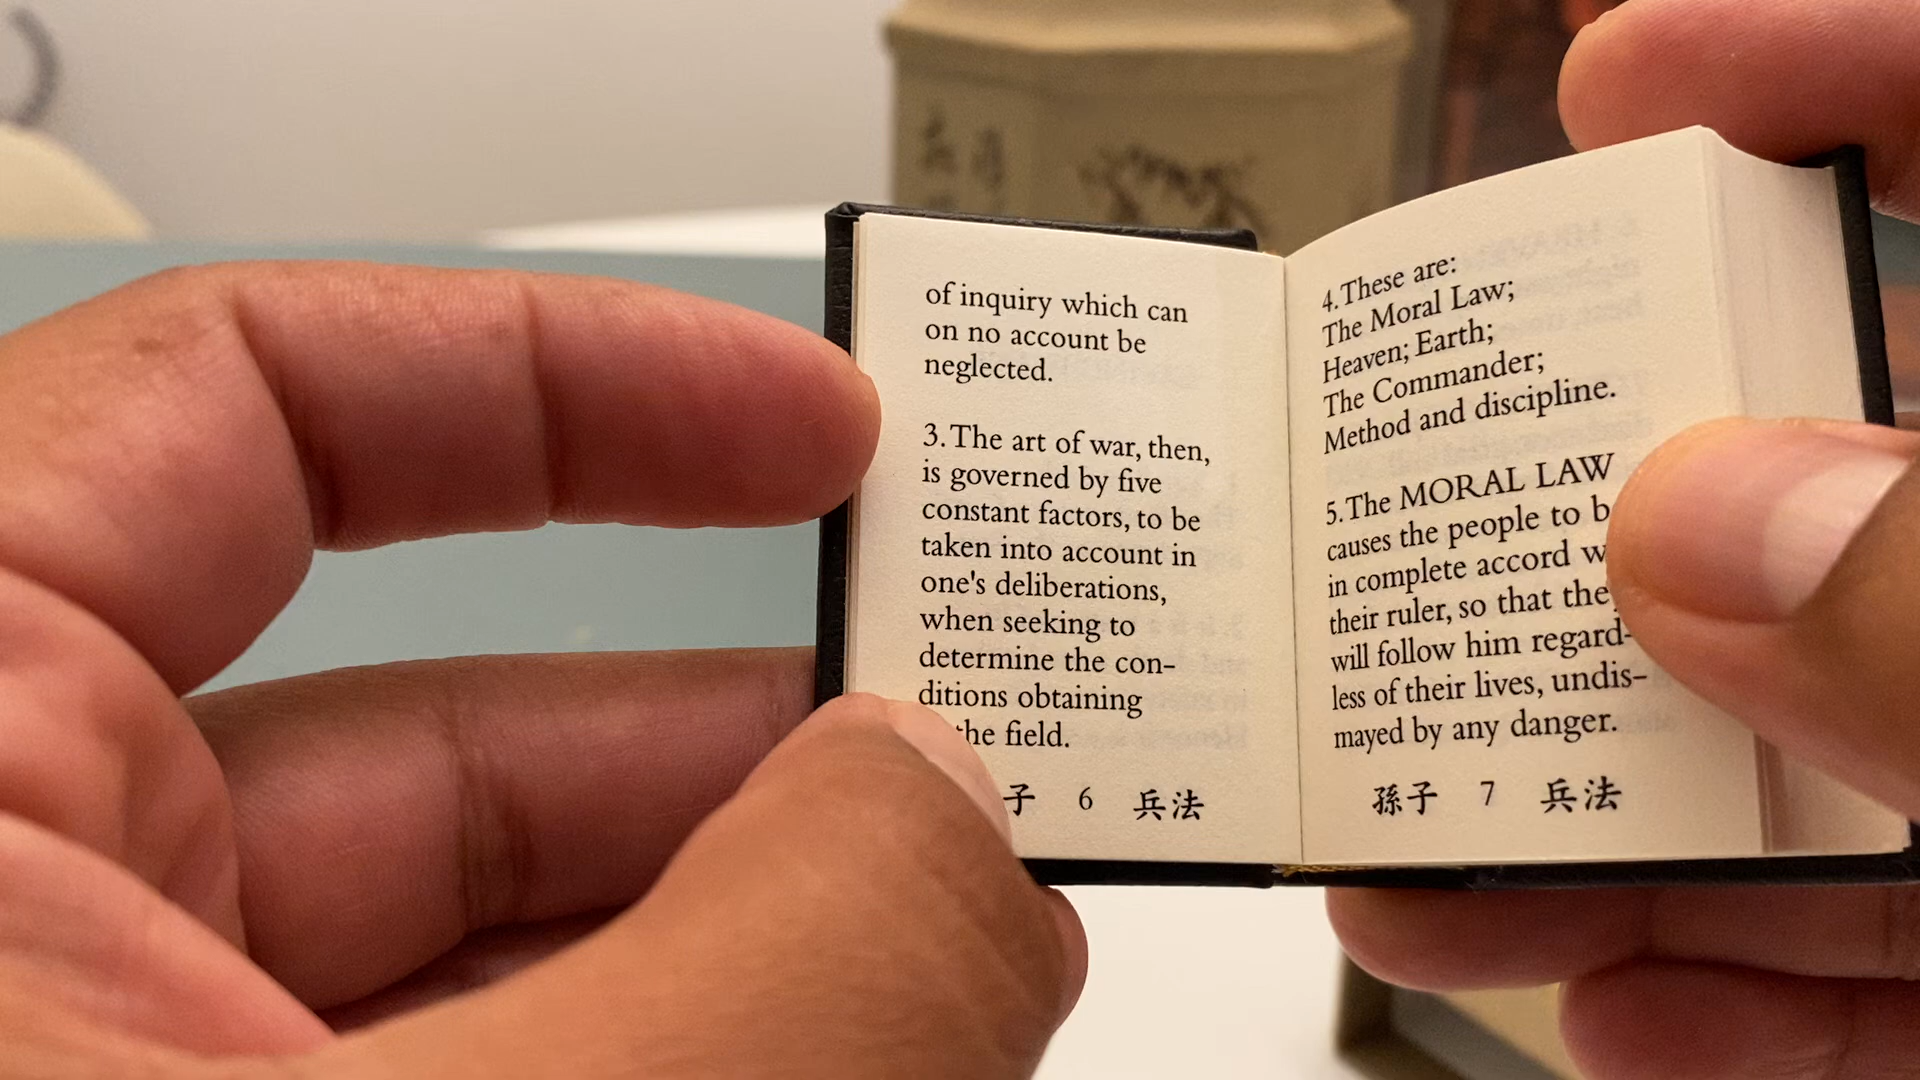 of inquiry which can
on no account be
neglected.
3. The art of war, then,
is governed by five
constant factors, to be
taken into account in
one's deliberations,
when seeking to
determine the con-
ditions obtaining
the field.
子 6 兵法
4. These are:
The Moral Law;
Heaven; Earth;
The Commander;
Method and discipline.
5. The MORAL LAW
causes the people to
in complete accord
their ruler, so that
will follow him regard-
less of their lives, undis-
mayed by any danger.
孫子 7 兵法